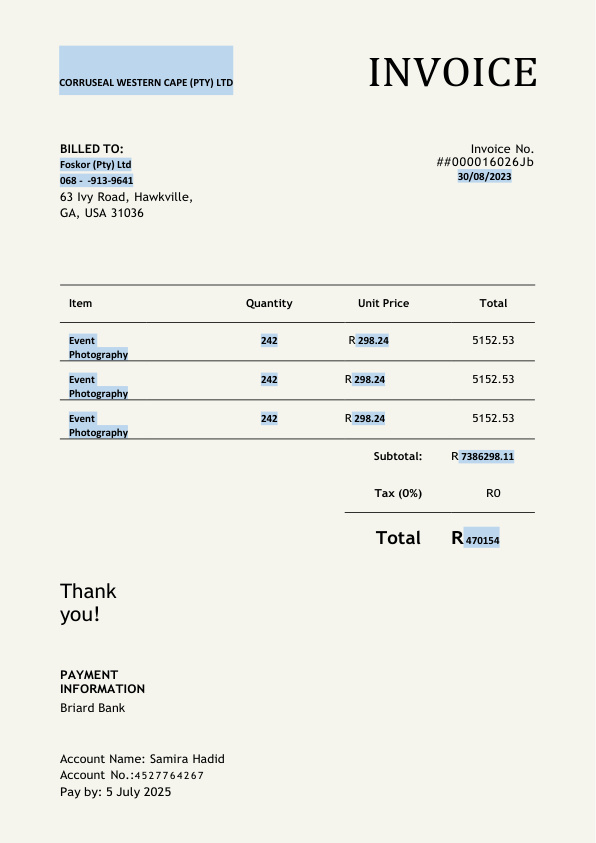 CORRUSEAL WESTERN CAPE (PTY) LTD
INVOICE
BILLED TO:
Foskor (Pty) Ltd
068 - -913-9641
63 Ivy Road, Hawkville,
GA, USA 31036
Invoice No.
##000016026Jb
30/08/2023
Item Quantity Unit Price Total
Event
Photography
242 R 298.24 5152.53
Event
Photography
242 R 298.24 5152.53
Event
Photography
242 R 298.24 5152.53
Subtotal: R 7386298.11
Tax (0%) R0
Total R 470154
Thank
you!
PAYMENT
INFORMATION
Briard Bank
Account Name: Samira Hadid
Account No.:4527764267
Pay by: 5 July 2025